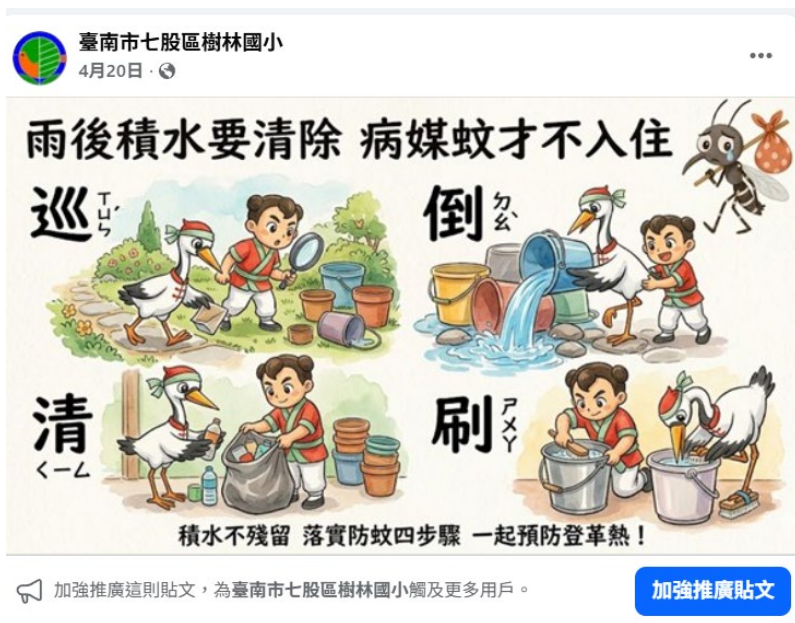 臺南市七股區樹林國小
4月20日
雨後積水要清除 病媒蚊才不入住
巡 ㄒㄩㄣˊ
倒 ㄉㄠˋ
清 ㄑㄧㄥ
刷 ㄕㄨㄚ
積水不殘留 落實防蚊四步驟 一起預防登革熱！
加強推廣這則貼文，為臺南市七股區樹林國小觸及更多用戶。
加強推廣貼文